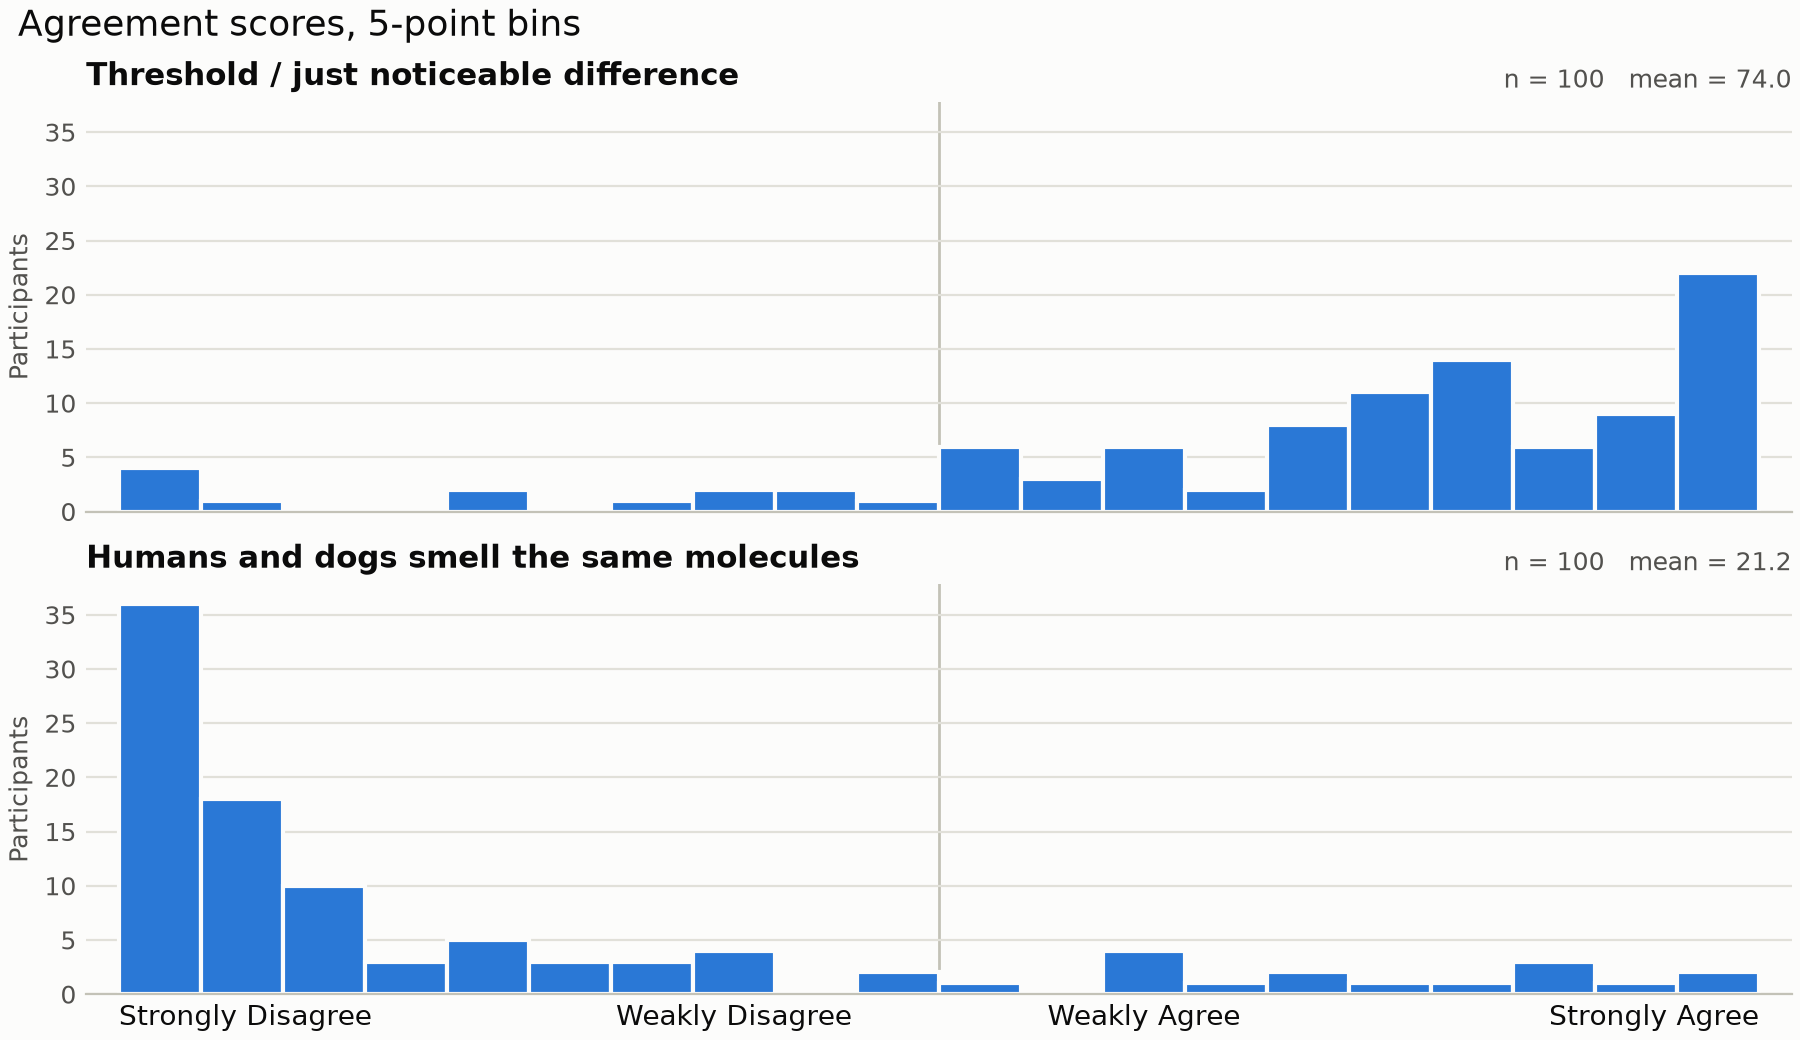 Agreement scores, 5-point bins
Threshold / just noticeable difference
n = 100 mean = 74.0
Participants
35
30
25
20
15
10
5
0
Humans and dogs smell the same molecules
n = 100 mean = 21.2
Participants
35
30
25
20
15
10
5
0
Strongly Disagree Weakly Disagree Weakly Agree Strongly Agree